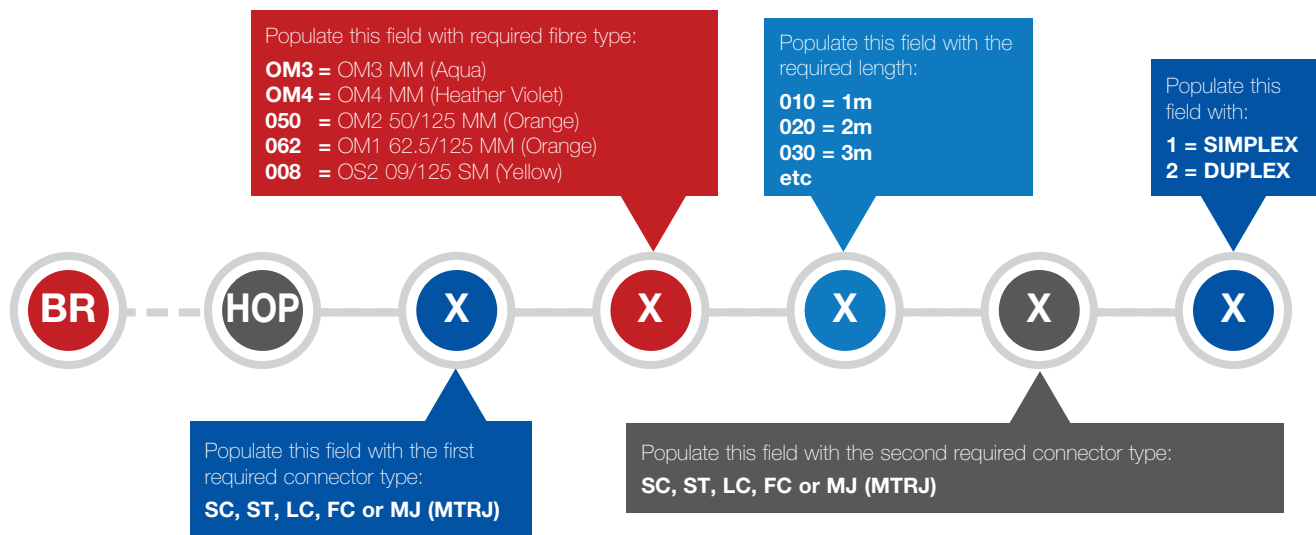 Populate this field with required fibre type:
OM3 = OM3 MM (Aqua)
OM4 = OM4 MM (Heather Violet)
050 = OM2 50/125 MM (Orange)
062 = OM1 62.5/125 MM (Orange)
008 = OS2 09/125 SM (Yellow)
Populate this field with the
required length:
010 = 1m
020 = 2m
030 = 3m
etc
Populate this
field with:
1 = SIMPLEX
2 = DUPLEX
BR
HOP
X
X
X
X
X
Populate this field with the first
required connector type:
SC, ST, LC, FC or MJ (MTRJ)
Populate this field with the second required connector type:
SC, ST, LC, FC or MJ (MTRJ)